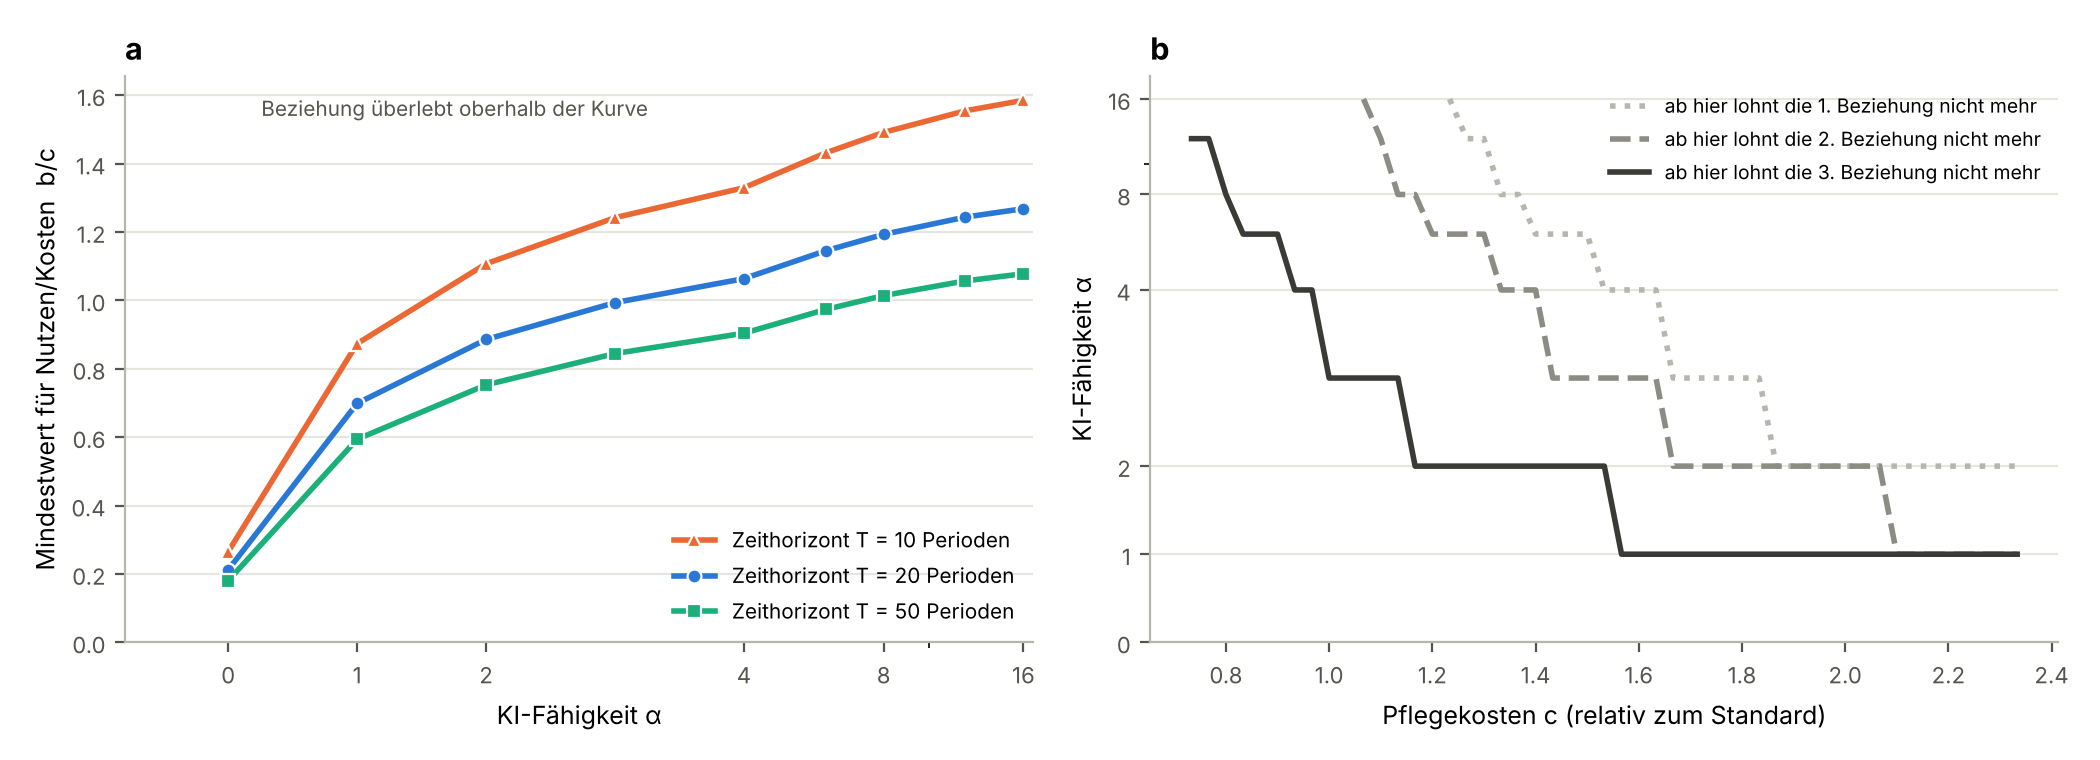 a
Mindestwert für Nutzen/Kosten b/c
1.6
1.4
1.2
1.0
0.8
0.6
0.4
0.2
0.0
Beziehung überlebt oberhalb der Kurve
Zeithorizont T = 10 Perioden
Zeithorizont T = 20 Perioden
Zeithorizont T = 50 Perioden
0 1 2 4 8 16
KI-Fähigkeit α
b
KI-Fähigkeit α
16
8
4
2
1
0
ab hier lohnt die 1. Beziehung nicht mehr
ab hier lohnt die 2. Beziehung nicht mehr
ab hier lohnt die 3. Beziehung nicht mehr
0.8 1.0 1.2 1.4 1.6 1.8 2.0 2.2 2.4
Pflegekosten c (relativ zum Standard)